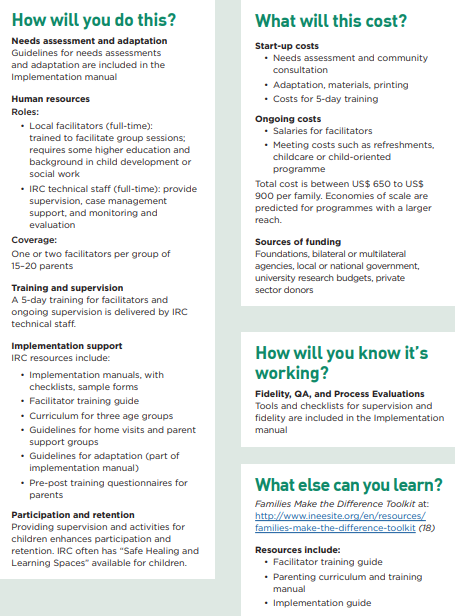 How will you do this?
Needs assessment and adaptation
Guidelines for needs assessments
and adaptation are included in the
Implementation manual
Human resources
Roles:
• Local facilitators (full-time):
trained to facilitate group sessions;
requires some higher education and
background in child development or
social work
• IRC technical staff (full-time): provide
supervision, case management
support, and monitoring and
evaluation
Coverage:
One or two facilitators per group of
15–20 parents
Training and supervision
A 5-day training for facilitators and
ongoing supervision is delivered by IRC
technical staff.
Implementation support
IRC resources include:
• Implementation manuals, with
checklists, sample forms
• Facilitator training guide
• Curriculum for three age groups
• Guidelines for home visits and parent
support groups
• Guidelines for adaptation (part of
implementation manual)
• Pre-post training questionnaires for
parents
Participation and retention
Providing supervision and activities for
children enhances participation and
retention. IRC often has “Safe Healing and
Learning Spaces” available for children.
What will this cost?
Start-up costs
• Needs assessment and community
consultation
• Adaptation, materials, printing
• Costs for 5-day training
Ongoing costs
• Salaries for facilitators
• Meeting costs such as refreshments,
childcare or child-oriented
programme
Total cost is between US$ 650 to US$
900 per family. Economies of scale are
predicted for programmes with a larger
reach.
Sources of funding
Foundations, bilateral or multilateral
agencies, local or national government,
university research budgets, private
sector donors
How will you know it’s
working?
Fidelity, QA, and Process Evaluations
Tools and checklists for supervision and
fidelity are included in the Implementation
manual
What else can you learn?
Families Make the Difference Toolkit at:
http://www.ineesite.org/en/resources/
families-make-the-difference-toolkit (18)
Resources include:
• Facilitator training guide
• Parenting curriculum and training
manual
• Implementation guide